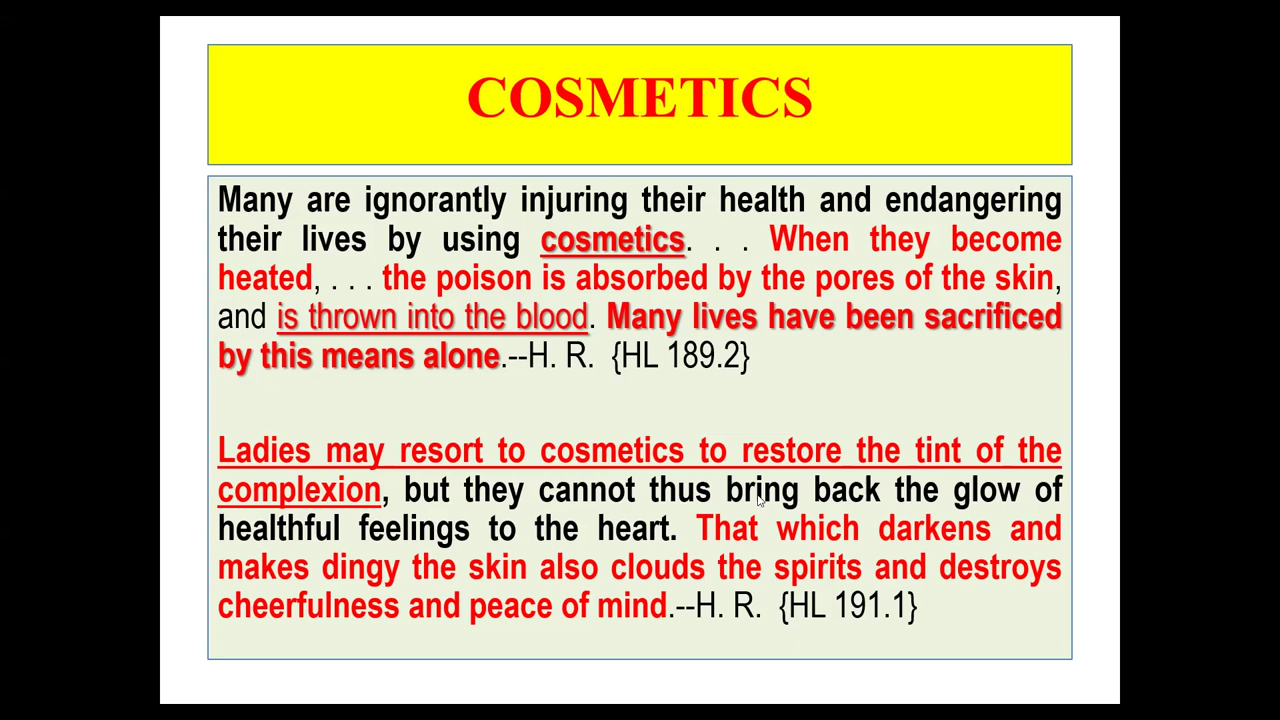 COSMETICS
Many are ignorantly injuring their health and endangering
their lives by using cosmetics. . . When they become
heated, . . . the poison is absorbed by the pores of the skin,
and is thrown into the blood. Many lives have been sacrificed
by this means alone.--H. R. {HL 189.2}
Ladies may resort to cosmetics to restore the tint of the
complexion, but they cannot thus bring back the glow of
healthful feelings to the heart. That which darkens and
makes dingy the skin also clouds the spirits and destroys
cheerfulness and peace of mind.--H. R. {HL 191.1}